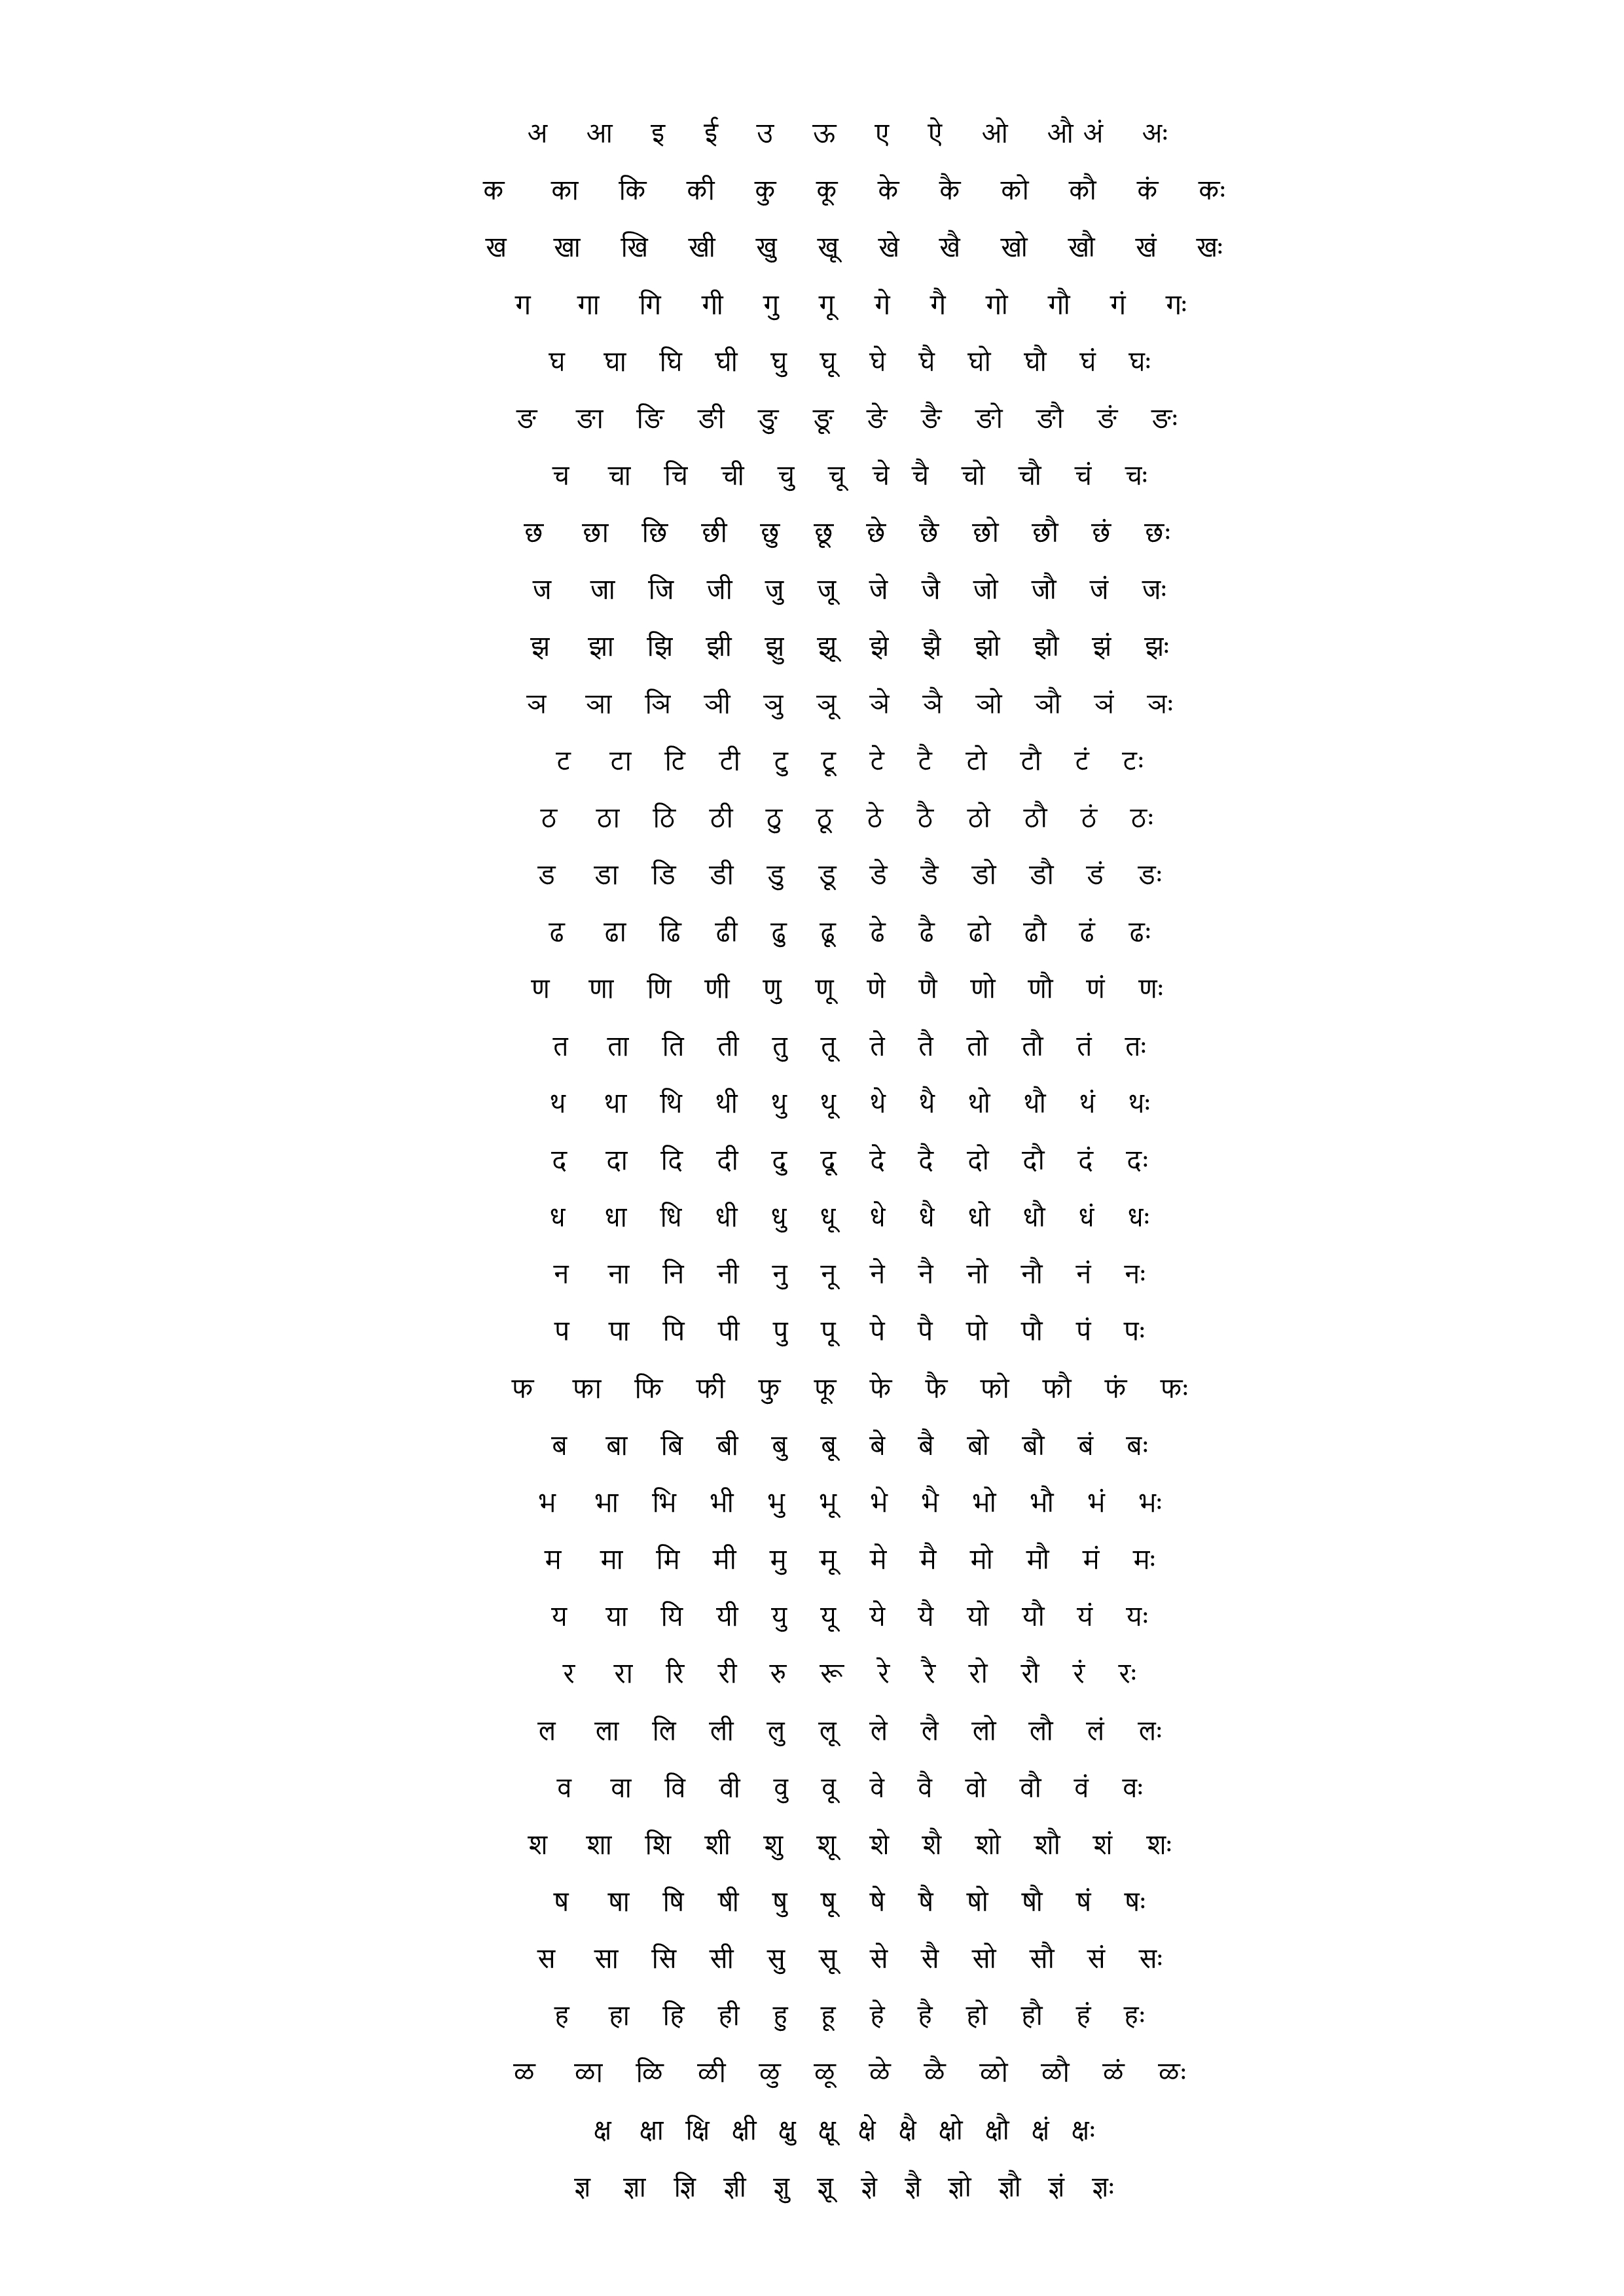 अ आ इ ई उ ऊ ए ऐ ओ औ अं अः
क का कि की कु कू के कै को कौ कं कः
ख खा खि खी खु खू खे खै खो खौ खं खः
ग गा गि गी गु गू गे गै गो गौ गं गः
घ घा घि घी घु घू घे घै घो घौ घं घः
ङ ङा ङि ङी ङु ङू ङे ङै ङो ङौ ङं ङः
च चा चि ची चु चू चे चै चो चौ चं चः
छ छा छि छी छु छू छे छै छो छौ छं छः
ज जा जि जी जु जू जे जै जो जौ जं जः
झ झा झि झी झु झू झे झै झो झौ झं झः
ञ ञा ञि ञी ञु ञू ञे ञै ञो ञौ ञं ञः
ट टा टि टी टु टू टे टै टो टौ टं टः
ठ ठा ठि ठी ठु ठू ठे ठै ठो ठौ ठं ठः
ड डा डि डी डु डू डे डै डो डौ डं डः
ढ ढा ढि ढी ढु ढू ढे ढै ढो ढौ ढं ढः
ण णा णि णी णु णू णे णै णो णौ णं णः
त ता ति ती तु तू ते तै तो तौ तं तः
थ था थि थी थु थू थे थै थो थौ थं थः
द दा दि दी दु दू दे दै दो दौ दं दः
ध धा धि धी धु धू धे धै धो धौ धं धः
न ना नि नी नु नू ने नै नो नौ नं नः
प पा पि पी पु पू पे पै पो पौ पं पः
फ फा फि फी फु फू फे फै फो फौ फं फः
ब बा बि बी बु बू बे बै बो बौ बं बः
भ भा भि भी भु भू भे भै भो भौ भं भः
म मा मि मी मु मू मे मै मो मौ मं मः
य या यि यी यु यू ये यै यो यौ यं यः
र रा रि री रु रू रे रै रो रौ रं रः
ल ला लि ली लु लू ले लै लो लौ लं लः
व वा वि वी वु वू वे वै वो वौ वं वः
श शा शि शी शु शू शे शै शो शौ शं शः
ष षा षि षी षु षू षे षै षो षौ षं षः
स सा सि सी सु सू से सै सो सौ सं सः
ह हा हि ही हु हू हे है हो हौ हं हः
ळ ळा ळि ळी ळु ळू ळे ळै ळो ळौ ळं ळः
क्ष क्षा क्षि क्षी क्षु क्षू क्षे क्षै क्षो क्षौ क्षं क्षः
ज्ञ ज्ञा ज्ञि ज्ञी ज्ञु ज्ञू ज्ञे ज्ञै ज्ञो ज्ञौ ज्ञं ज्ञः